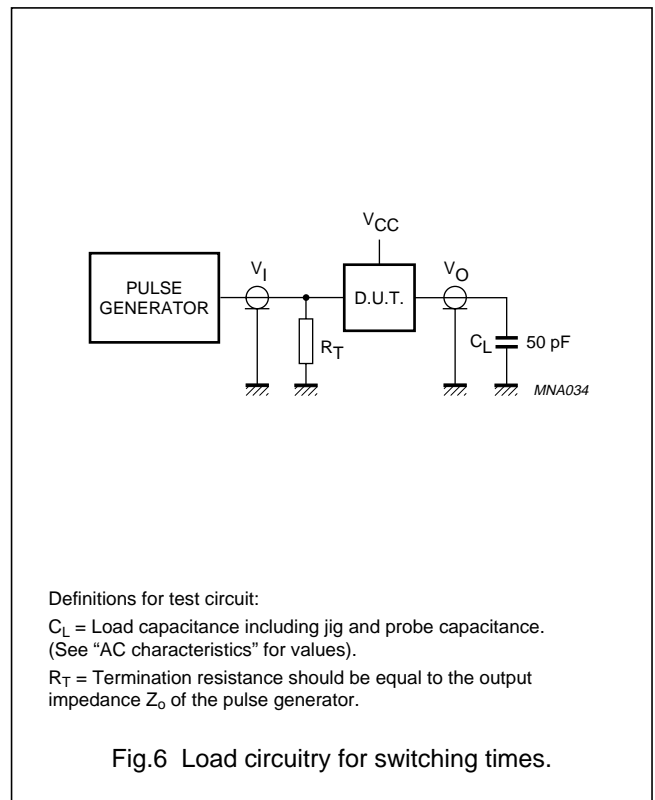 VCC
VI
VO
PULSE
GENERATOR
D.U.T.
RT
CL
50 pF
MNA034
Definitions for test circuit:
CL = Load capacitance including jig and probe capacitance.
(See “AC characteristics” for values).
RT = Termination resistance should be equal to the output
impedance Zo of the pulse generator.
Fig.6 Load circuitry for switching times.